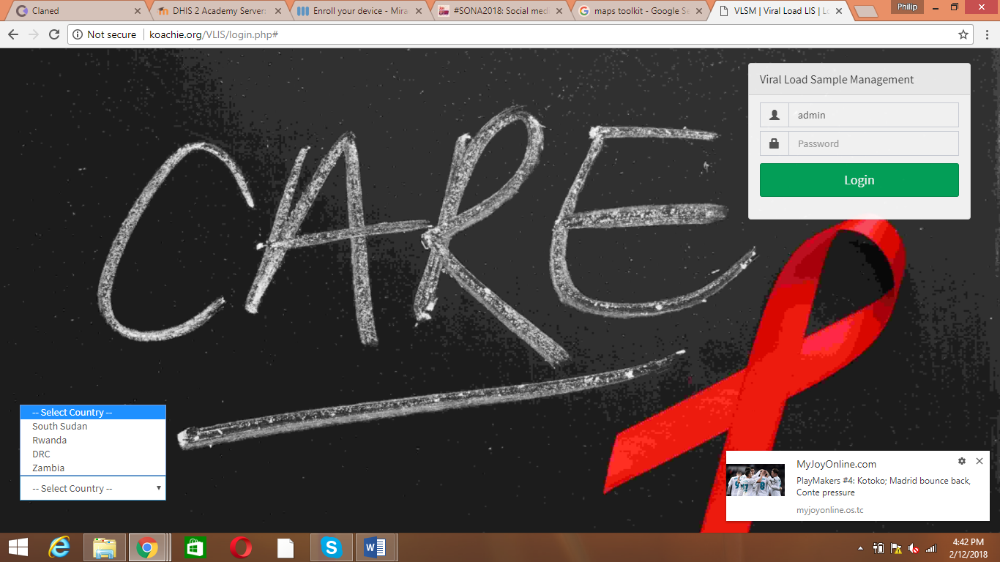 Claned
DHIS 2 Academy Server:
Enroll your device - Mira
#SONA2018: Social med
maps toolkit - Google Se
VLSM | Viral Load LIS | Lo
Philip
Not secure
koachie.org/VLIS/login.php#
Viral Load Sample Management
admin
Password
Login
CARE
-- Select Country --
South Sudan
Rwanda
DRC
Zambia
-- Select Country --
MyJoyOnline.com
PlayMakers #4: Kotoko; Madrid bounce back,
Conte pressure
myjoyonline.os.tc
4:42 PM
2/12/2018